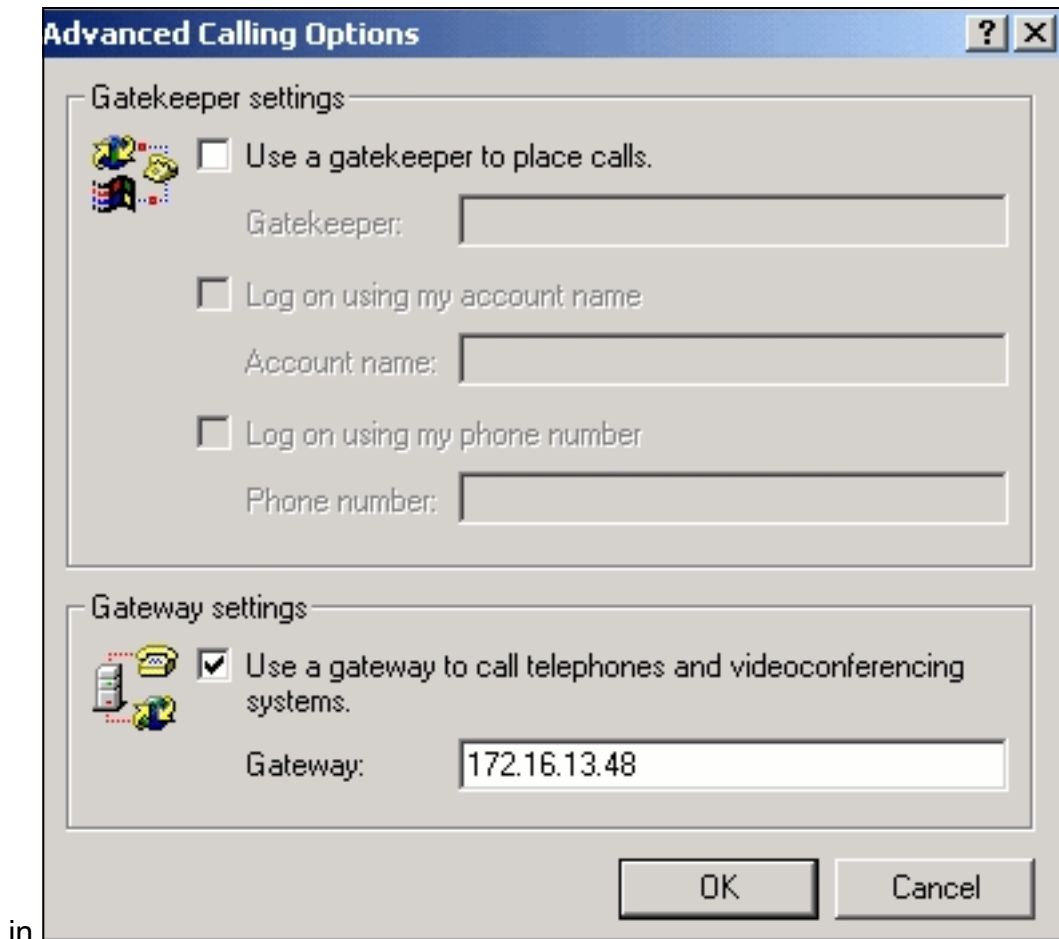 Advanced Calling Options
Gatekeeper settings
Use a gatekeeper to place calls.
Gatekeeper:
Log on using my account name
Account name:
Log on using my phone number
Phone number:
Gateway settings
Use a gateway to call telephones and videoconferencing
systems.
Gateway: 172.16.13.48
OK Cancel
in